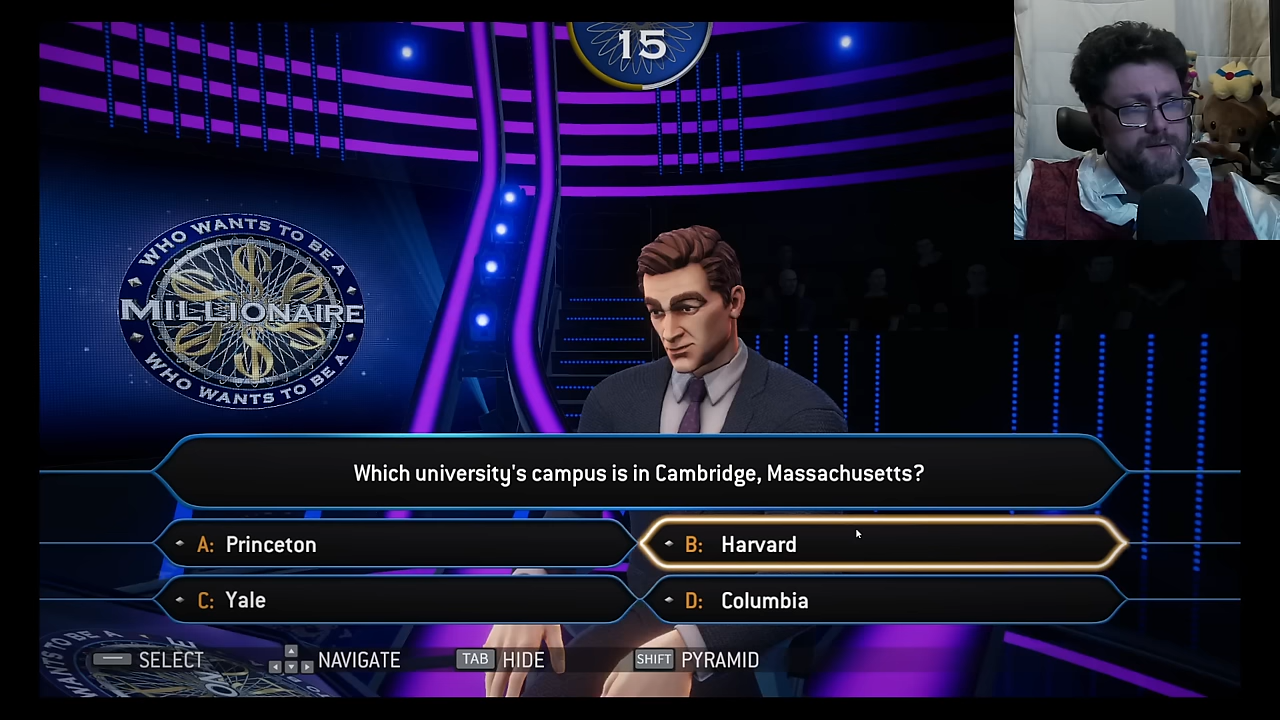 15
WHO WANTS TO BE A
MILLIONAIRE
WHO WANTS TO BE A
Which university's campus is in Cambridge, Massachusetts?
A: Princeton
B: Harvard
C: Yale
D: Columbia
SELECT
NAVIGATE
TAB HIDE
SHIFT PYRAMID